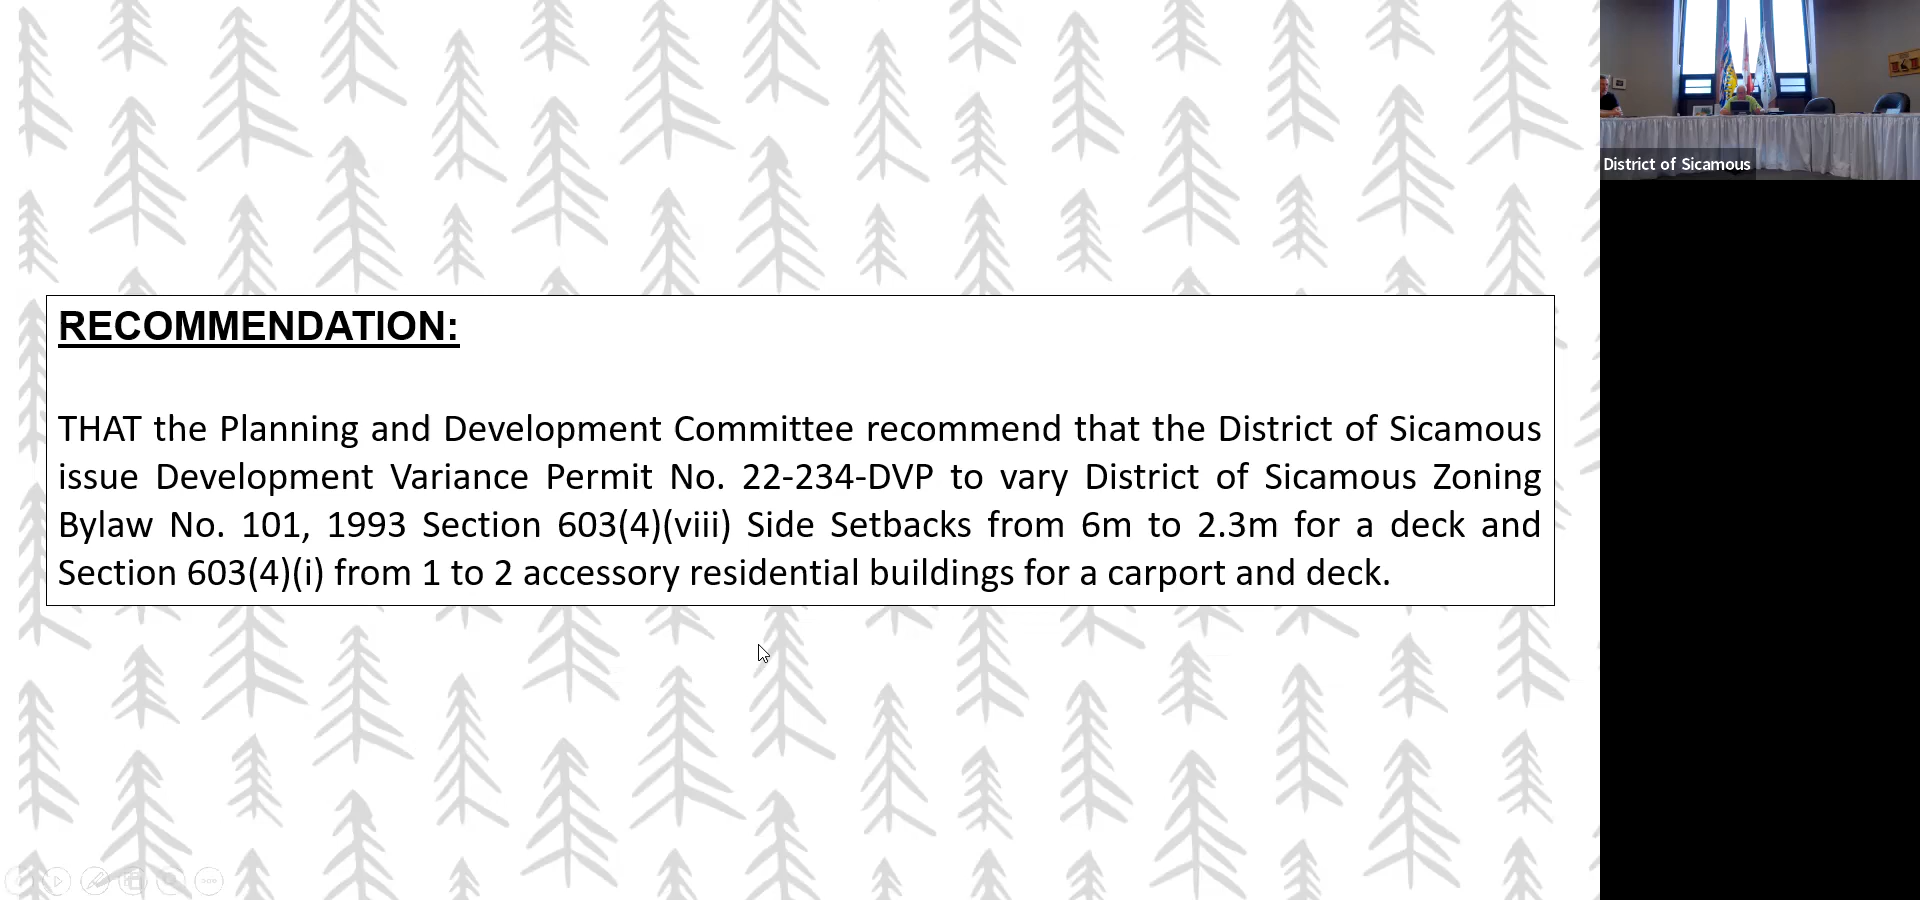 RECOMMENDATION:
THAT the Planning and Development Committee recommend that the District of Sicamous
issue Development Variance Permit No. 22-234-DVP to vary District of Sicamous Zoning
Bylaw No. 101, 1993 Section 603(4)(viii) Side Setbacks from 6m to 2.3m for a deck and
Section 603(4)(i) from 1 to 2 accessory residential buildings for a carport and deck.
District of Sicamous